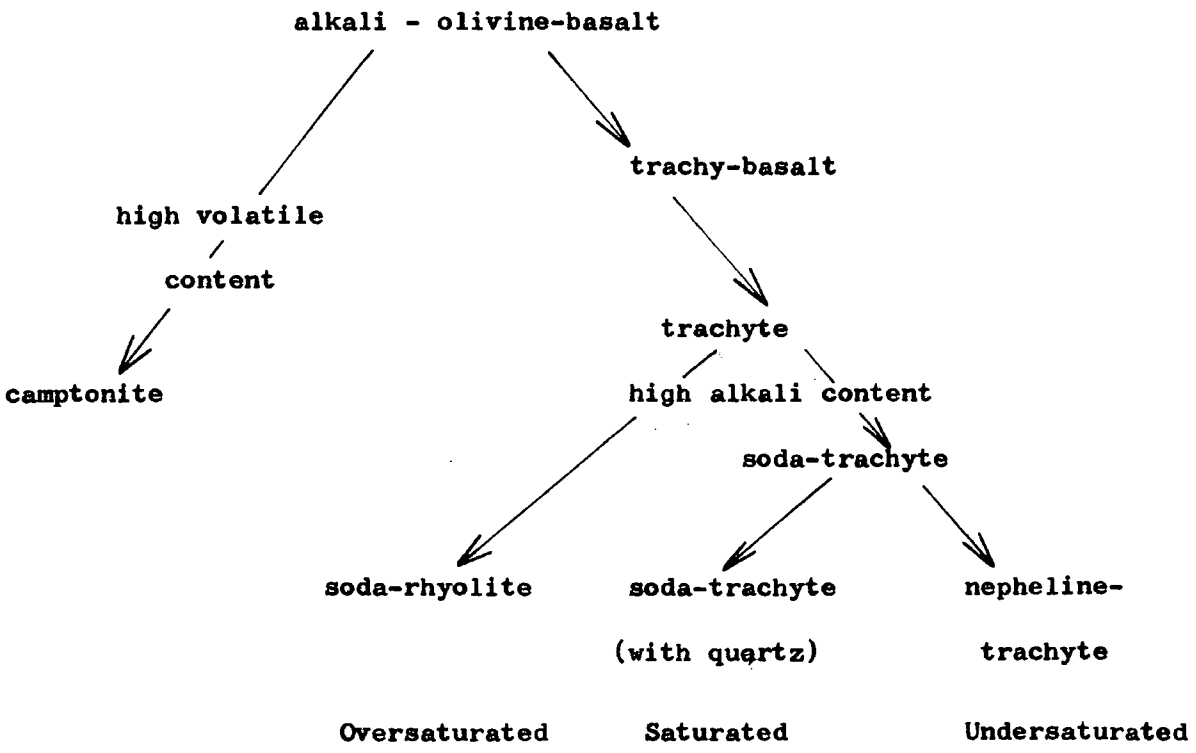 alkali - olivine-basalt
trachy-basalt
high volatile
content
trachyte
camptonite
high alkali content
soda-trachyte
soda-rhyolite soda-trachyte nepheline-
(with quartz) trachyte
Oversaturated Saturated Undersaturated